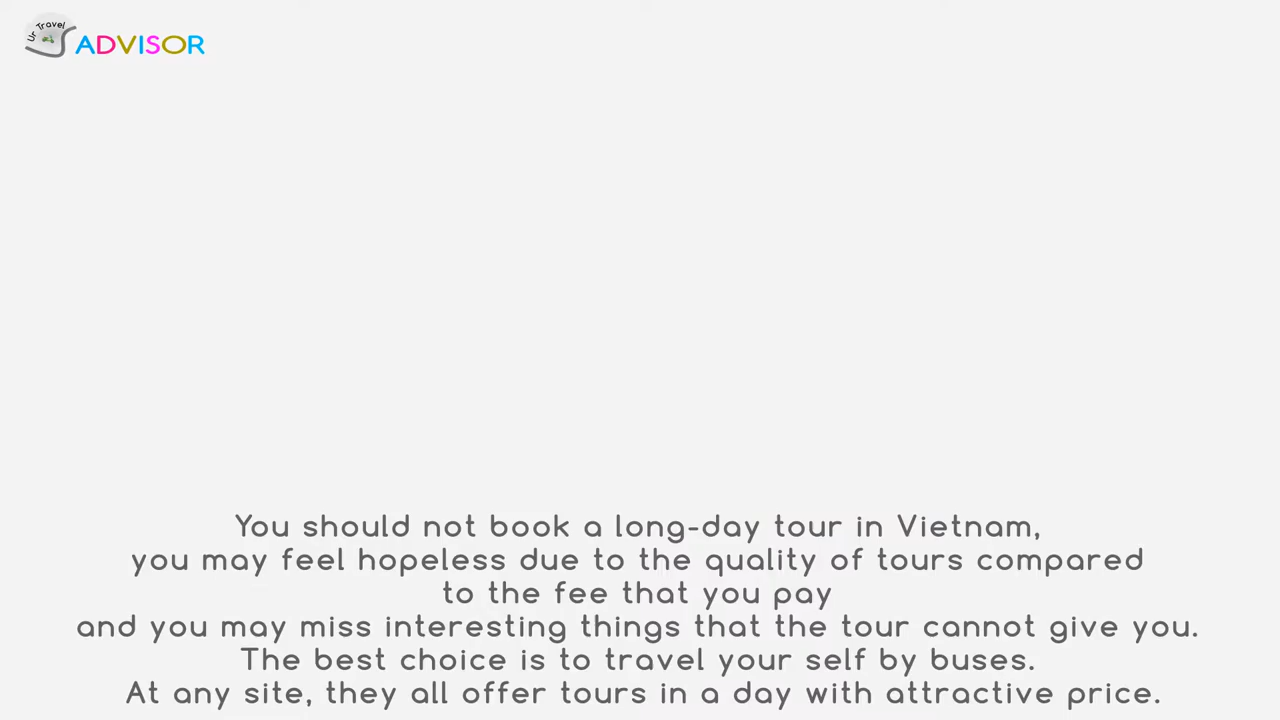 Ur Travel
ADVISOR
You should not book a long-day tour in Vietnam,
you may feel hopeless due to the quality of tours compared
to the fee that you pay
and you may miss interesting things that the tour cannot give you.
The best choice is to travel your self by buses.
At any site, they all offer tours in a day with attractive price.